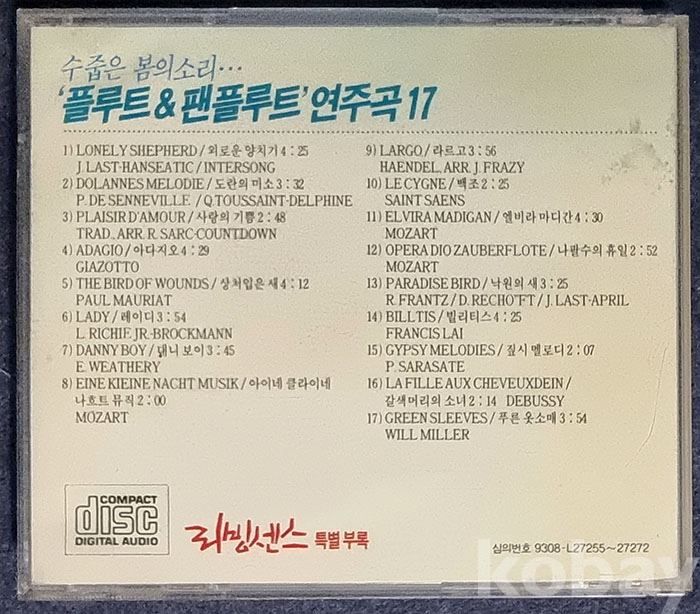 수줍은 봄의소리…
'플루트 & 팬플루트' 연주곡 17
1) LONELY SHEPHERD / 외로운 양치기 4 : 25
J. LAST-HANSEATIC / INTERSONG
2) DOLANNES MELODIE / 도란의 미소 3 : 32
P. DE SENNEVILLE / Q.TOUSSAINT-DELPHINE
3) PLAISIR D'AMOUR / 사랑의 기쁨 2 : 48
TRAD., ARR. R. SARC-COUNTDOWN
4) ADAGIO / 아다지오 4 : 29
GIAZOTTO
5) THE BIRD OF WOUNDS / 상처입은 새 4 : 12
PAUL MAURIAT
6) LADY / 레이디 3 : 54
L. RICHIE JR.-BROCKMANN
7) DANNY BOY / 대니 보이 3 : 45
E. WEATHERY
8) EINE KIEINE NACHT MUSIK / 아이네 클라이네
나흐트 뮤직 2 : 00
MOZART
9) LARGO, / 라르고 3 : 56
HAENDEL, ARR. J. FRAZY
10) LE CYGNE / 백조 2 : 25
SAINT SAENS
11) ELVIRA MADIGAN / 엘비라 마디간 4 : 30
MOZART
12) OPERA DIO ZAUBERFLOTE / 나팔수의 휴일 2 : 52
MOZART
13) PARADISE BIRD / 낙원의 새 3 : 25
R. FRANTZ / D. RECHO"FT / J. LAST-APRIL
14) BILLTIS / 빌리티스 4 : 25
FRANCIS LAI
15) GYPSY MELODIES / 짚시 멜로디 2 : 07
P. SARASATE
16) LA FILLE AUX CHEVEUXDEIN /
갈색머리의 소녀 2 : 14 DEBUSSY
17) GREEN SLEEVES / 푸른 옷소매 3 : 54
WILL MILLER
COMPACT
disc
DIGITAL AUDIO
리빙센스 특별부록
심의번호 9308-L27255~27272
kobay